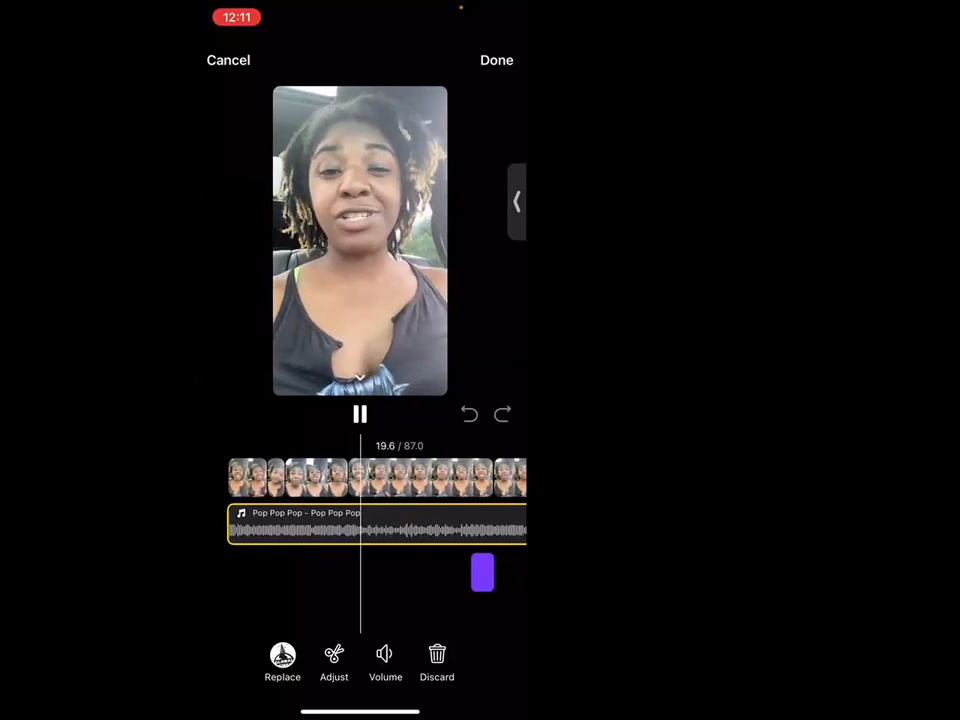 12:11
Cancel
Done
19.6 / 87.0
Pop Pop Pop - Pop Pop Pop
Replace
Adjust
Volume
Discard